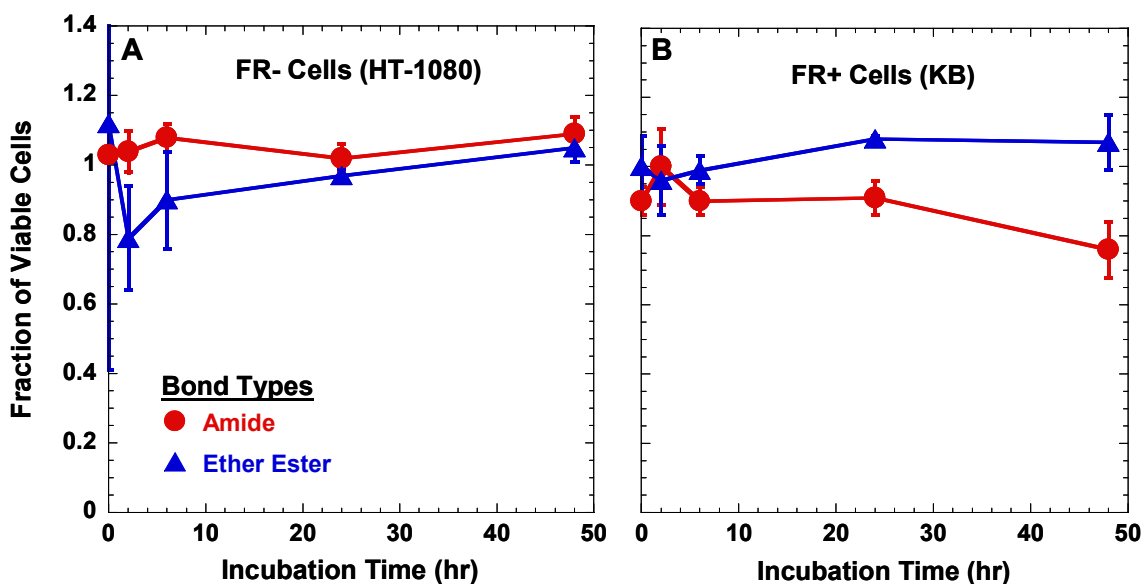 A
FR- Cells (HT-1080)
B
FR+ Cells (KB)
Fraction of Viable Cells
1.4
1.2
1
0.8
0.6
0.4
0.2
0
Bond Types
Amide
Ether Ester
0 10 20 30 40 50
0 10 20 30 40 50
Incubation Time (hr)
Incubation Time (hr)